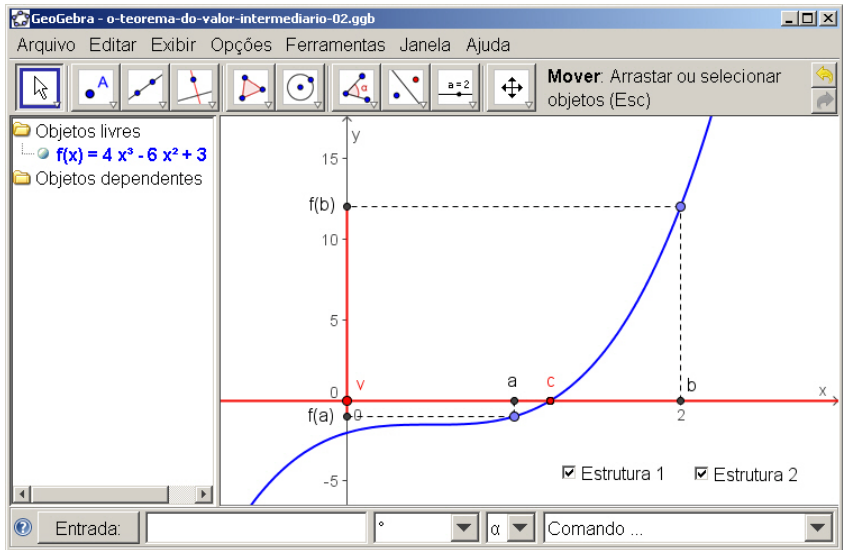 GeoGebra - o-teorema-do-valor-intermediario-02.ggb
Arquivo Editar Exibir Opções Ferramentas Janela Ajuda
A
α
a=2
Mover: Arrastar ou selecionar
objetos (Esc)
Objetos livres
f(x) = 4 x³ - 6 x² + 3
Objetos dependentes
y
15
f(b)
10
5
0
v
a
c
b
x
f(a)
0
2
-5
Estrutura 1
Estrutura 2
Entrada:
°
α
Comando ...